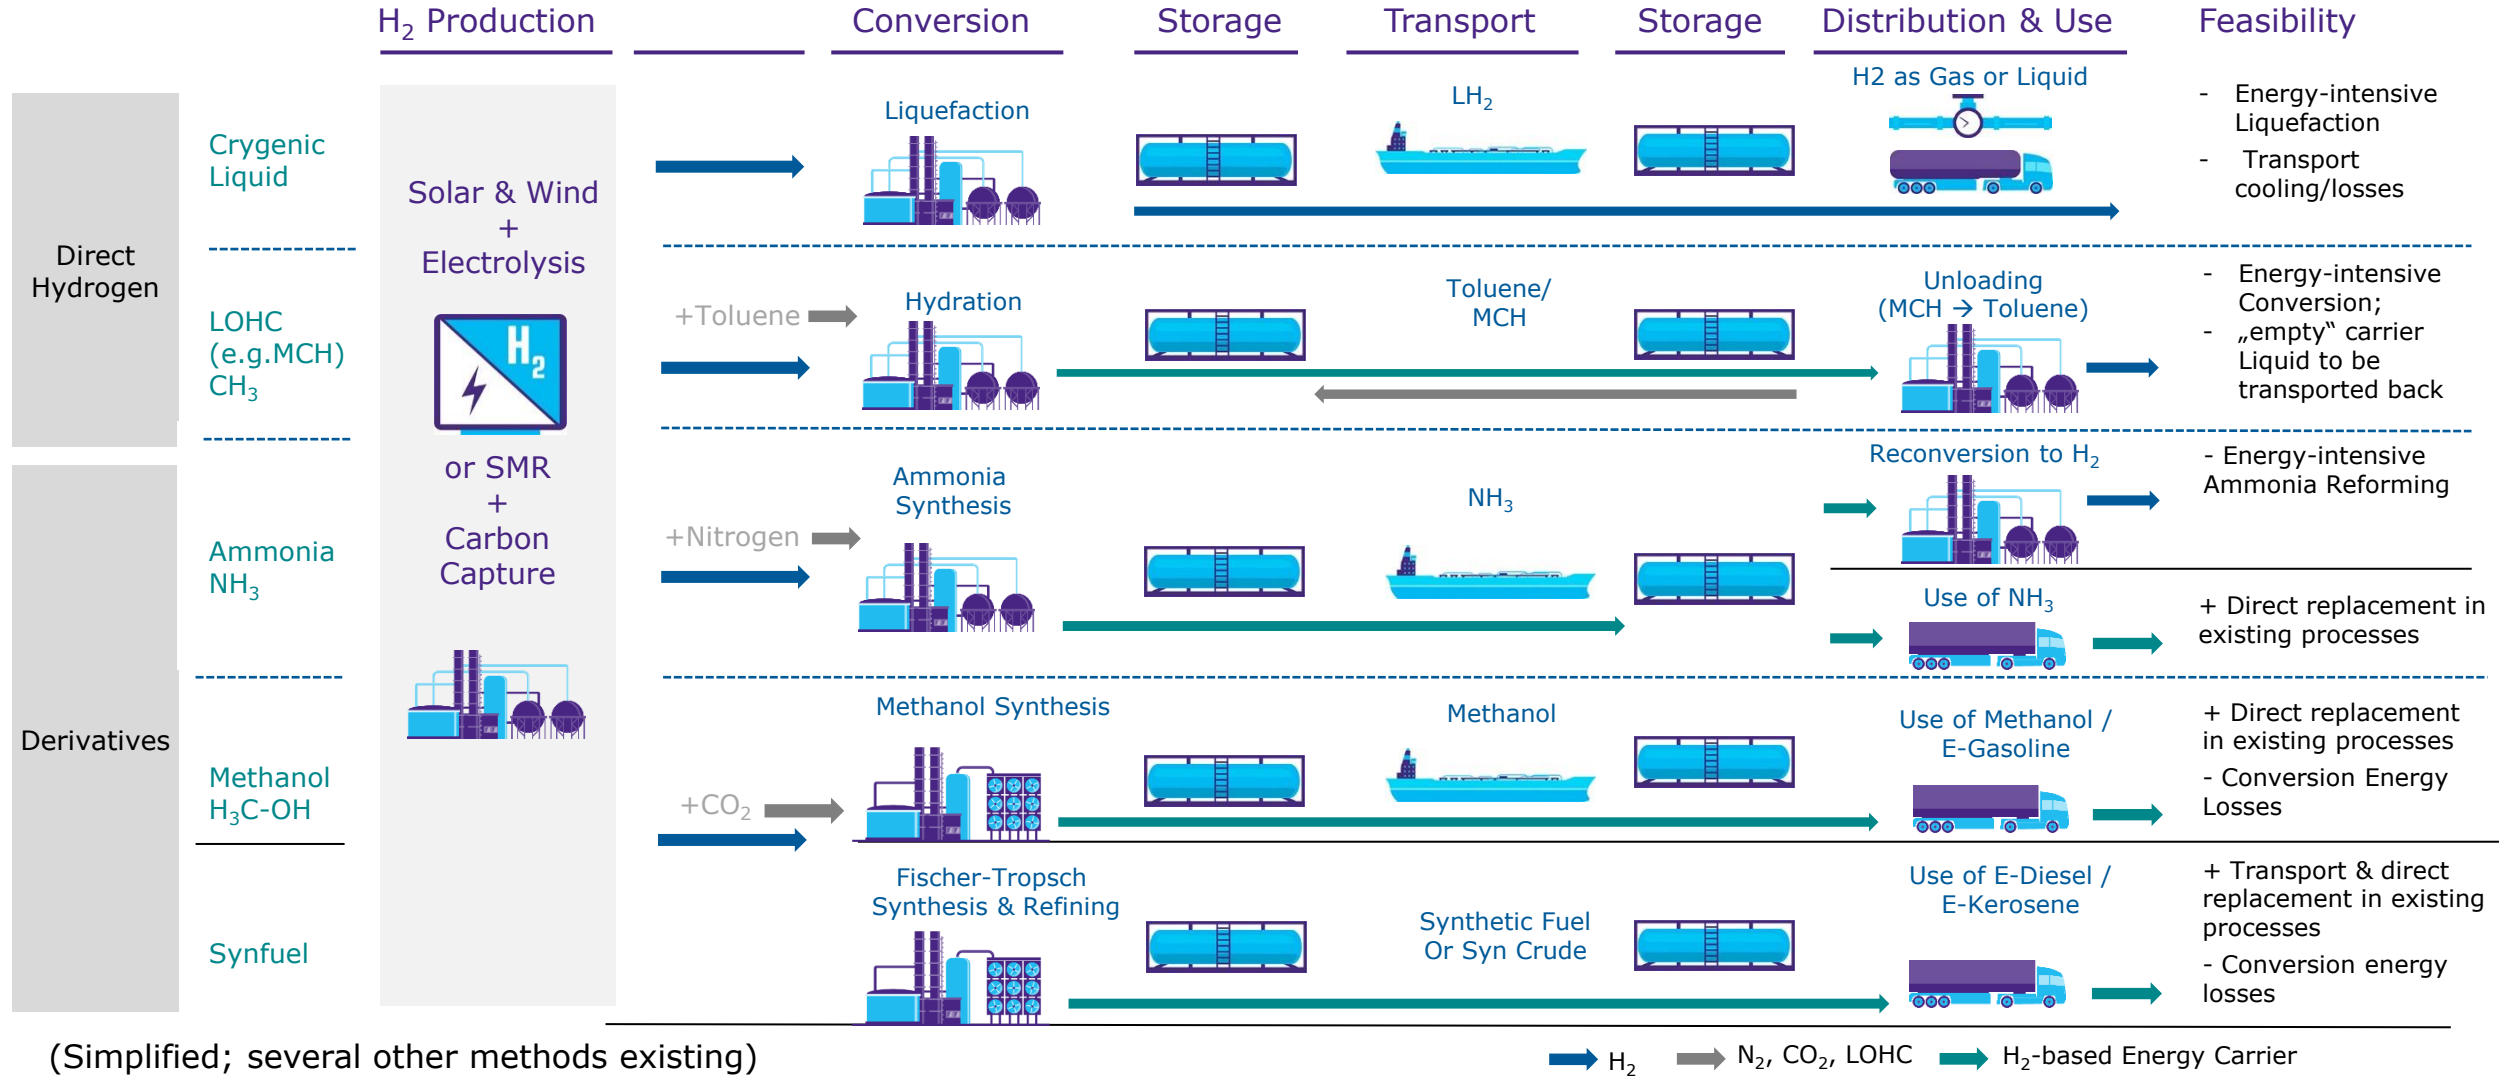 H2 Production
Conversion
Storage
Transport
Storage
Distribution & Use
Feasibility
Direct
Hydrogen
Derivatives
Solar & Wind
+
Electrolysis
H2
or SMR
+
Carbon
Capture
Crygenic
Liquid
Liquefaction
LH2
H2 as Gas or Liquid
- Energy-intensive
Liquefaction
- Transport
cooling/losses
LOHC
(e.g.MCH)
CH3
+Toluene
Hydration
Toluene/
MCH
Unloading
(MCH → Toluene)
- Energy-intensive
Conversion;
- „empty“ carrier
Liquid to be
transported back
Ammonia
NH3
+Nitrogen
Ammonia
Synthesis
NH3
Reconversion to H2
- Energy-intensive
Ammonia Reforming
Use of NH3
+ Direct replacement in
existing processes
Methanol
H3C-OH
+CO2
Methanol Synthesis
Methanol
Use of Methanol /
E-Gasoline
+ Direct replacement
in existing processes
- Conversion Energy
Losses
Synfuel
Fischer-Tropsch
Synthesis & Refining
Synthetic Fuel
Or Syn Crude
Use of E-Diesel /
E-Kerosene
+ Transport & direct
replacement in existing
processes
- Conversion energy
losses
(Simplified; several other methods existing)
H2
N2, CO2, LOHC
H2-based Energy Carrier